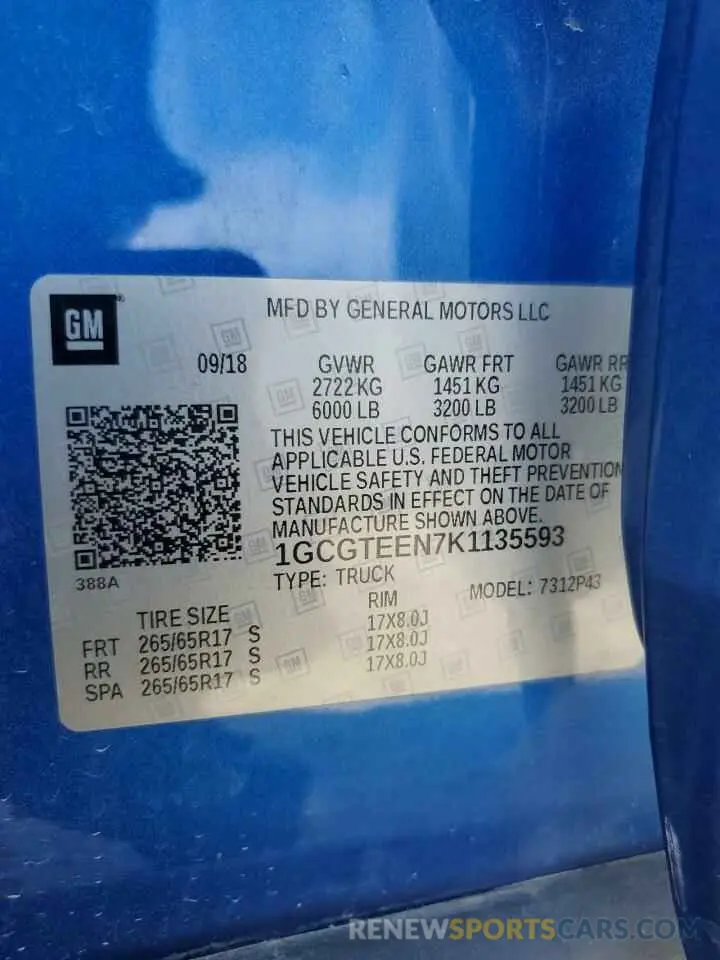 GM
MFD BY GENERAL MOTORS LLC
09/18 GVWR GAWR FRT GAWR RR
2722 KG 1451 KG 1451 KG
6000 LB 3200 LB 3200 LB
THIS VEHICLE CONFORMS TO ALL
APPLICABLE U.S. FEDERAL MOTOR
VEHICLE SAFETY AND THEFT PREVENTION
STANDARDS IN EFFECT ON THE DATE OF
MANUFACTURE SHOWN ABOVE.
1GCGTEEN7K1135593
388A
TYPE: TRUCK MODEL: 7312P43
TIRE SIZE RIM
FRT 265/65R17 S 17X8.0J
RR 265/65R17 S 17X8.0J
SPA 265/65R17 S 17X8.0J
RENEWSPORTSCARS.COM